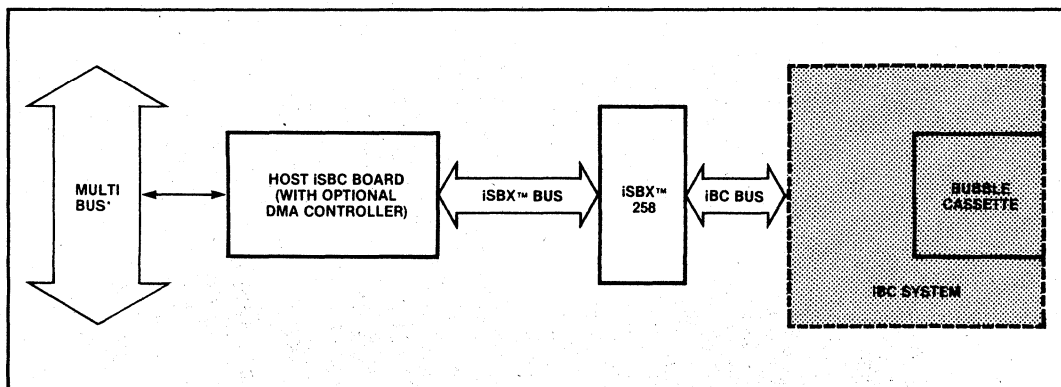 MULTI
BUS*
HOST iSBC BOARD
(WITH OPTIONAL
DMA CONTROLLER)
iSBX™ BUS
iSBX™
258
iBC BUS
BUBBLE
CASSETTE
iBC SYSTEM